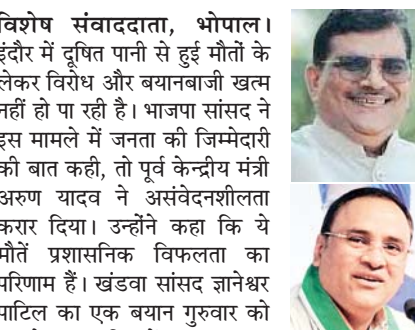 विशेष संवाददाता, भोपाल।
इंदौर में दूषित पानी से हुई मौतों के
लेकर विरोध और बयानबाजी खत्म
नहीं हो पा रही है। भाजपा सांसद ने
इस मामले में जनता की जिम्मेदारी
की बात कही, तो पूर्व केन्द्रीय मंत्री
अरुण यादव ने असंवेदनशीलता
करार दिया। उन्होंने कहा कि ये
मौतें प्रशासनिक विफलता का
परिणाम हैं। खंडवा सांसद ज्ञानेश्वर
पाटिल का एक बयान गुरुवार को